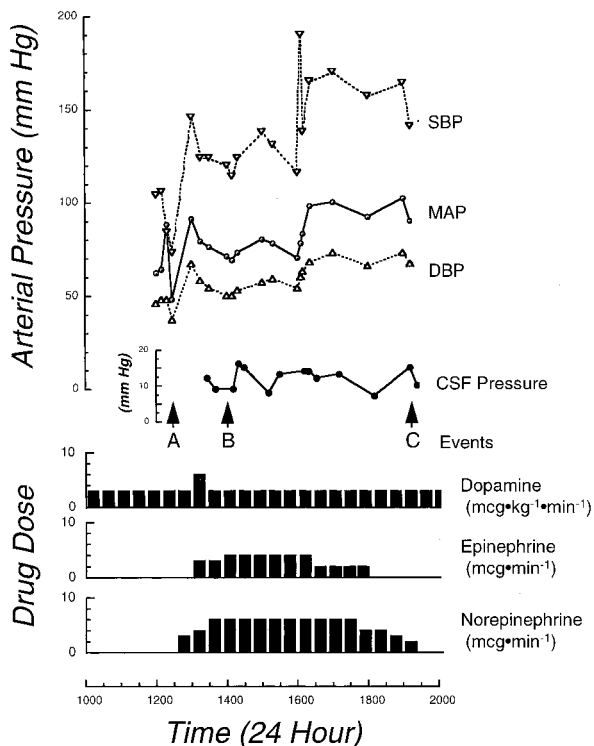 Arterial Pressure (mm Hg)
200
150
100
50
0
SBP
MAP
DBP
(mm Hg)
20
15
10
5
0
CSF Pressure
A
B
C
Events
Drug Dose
10
0
Dopamine
(mcg•kg⁻¹•min⁻¹)
10
0
Epinephrine
(mcg•min⁻¹)
10
0
Norepinephrine
(mcg•min⁻¹)
1000 1200 1400 1600 1800 2000
Time (24 Hour)